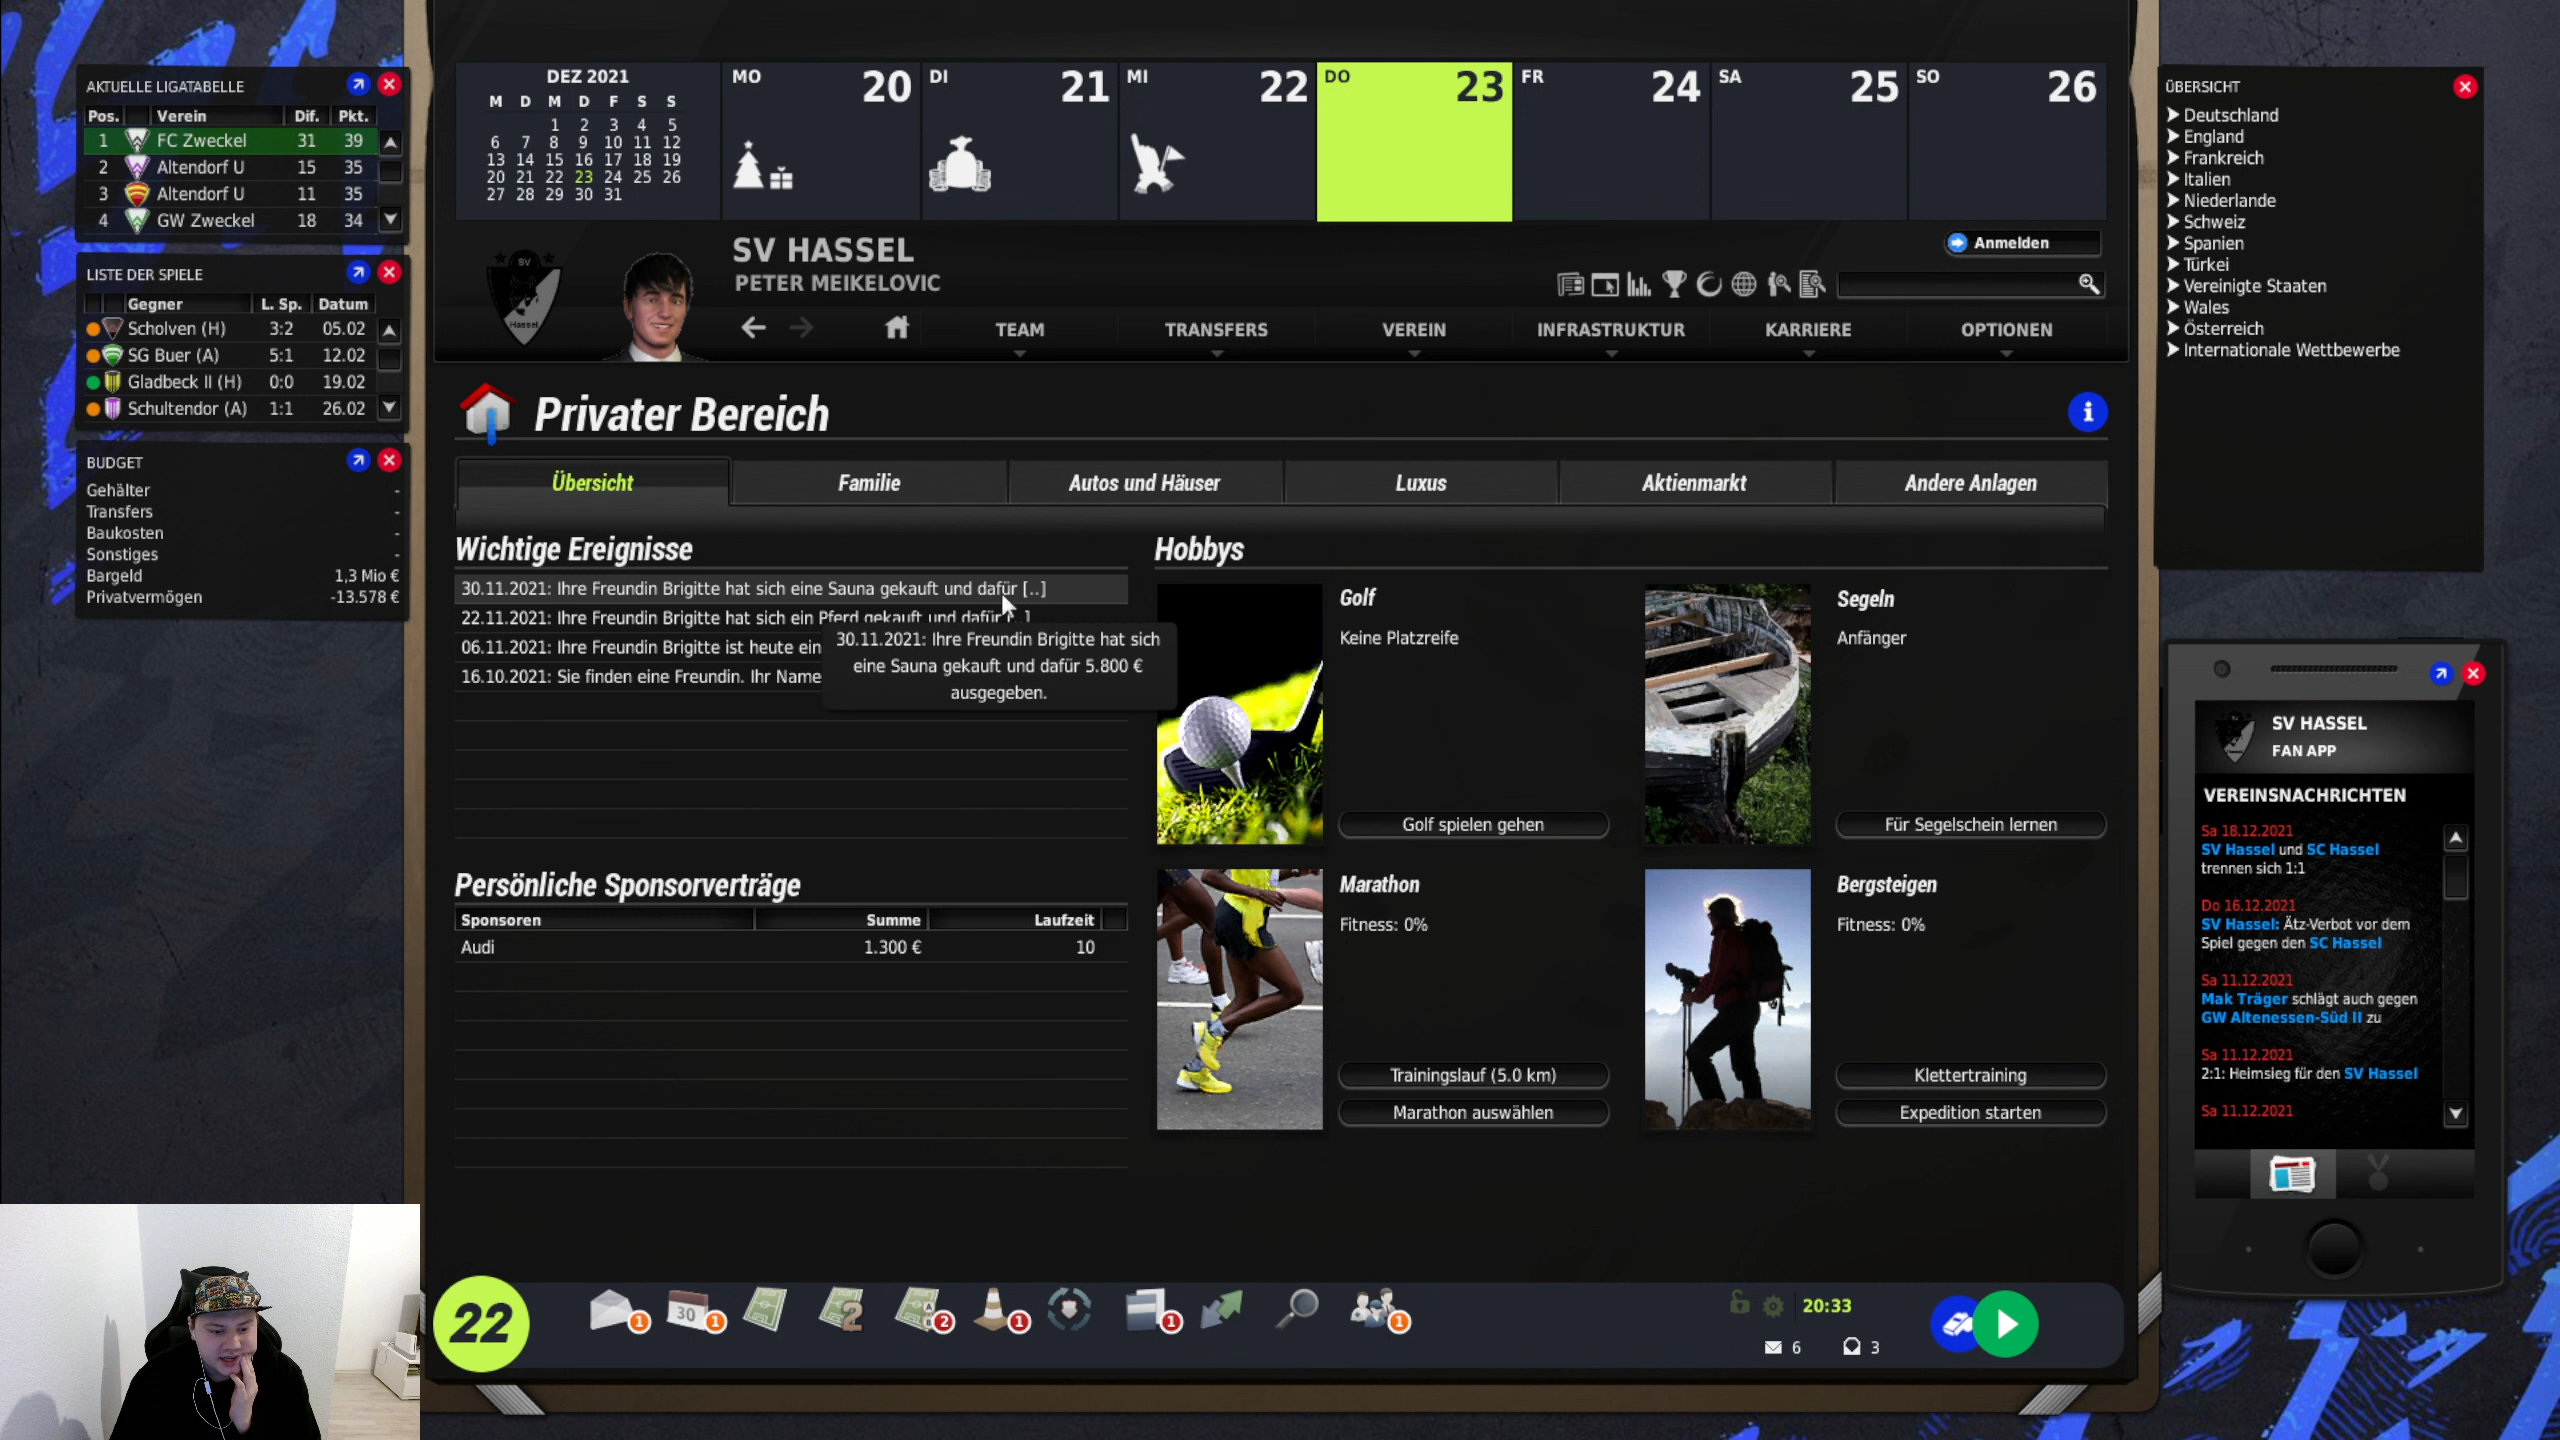 AKTUELLE LIGATABELLE
Pos. Verein Dif. Pkt.
1 FC Zweckel 31 39
2 Altendorf U 15 35
3 Altendorf U 11 35
4 GW Zweckel 18 34
LISTE DER SPIELE
Gegner L. Sp. Datum
Scholven (H) 3:2 05.02
SG Buer (A) 5:1 12.02
Gladbeck II (H) 0:0 19.02
Schultendor (A) 1:1 26.02
BUDGET
Gehälter -
Transfers -
Baukosten -
Sonstiges -
Bargeld 1,3 Mio €
Privatvermögen -13.578 €
DEZ 2021
M D M D F S S
1 2 3 4 5
6 7 8 9 10 11 12
13 14 15 16 17 18 19
20 21 22 23 24 25 26
27 28 29 30 31
MO 20
DI 21
MI 22
DO 23
FR 24
SA 25
SO 26
SV HASSEL
PETER MEIKELOVIC
SV
Hassel
Anmelden
TEAM
TRANSFERS
VEREIN
INFRASTRUKTUR
KARRIERE
OPTIONEN
Privater Bereich
i
Übersicht
Familie
Autos und Häuser
Luxus
Aktienmarkt
Andere Anlagen
Wichtige Ereignisse
30.11.2021: Ihre Freundin Brigitte hat sich eine Sauna gekauft und dafür [..]
22.11.2021: Ihre Freundin Brigitte hat sich ein Pferd gekauft und dafür [..]
06.11.2021: Ihre Freundin Brigitte ist heute ein
16.10.2021: Sie finden eine Freundin. Ihr Name
30.11.2021: Ihre Freundin Brigitte hat sich
eine Sauna gekauft und dafür 5.800 €
ausgegeben.
Persönliche Sponsorverträge
Sponsoren Summe Laufzeit
Audi 1.300 € 10
Hobbys
Golf
Keine Platzreife
Golf spielen gehen
Segeln
Anfänger
Für Segelschein lernen
Marathon
Fitness: 0%
Trainingslauf (5.0 km)
Marathon auswählen
Bergsteigen
Fitness: 0%
Klettertraining
Expedition starten
22
1
30
1
2
2
1
1
1
20:33
6 3
ÜBERSICHT
Deutschland
England
Frankreich
Italien
Niederlande
Schweiz
Spanien
Türkei
Vereinigte Staaten
Wales
Österreich
Internationale Wettbewerbe
SV HASSEL
FAN APP
VEREINSNACHRICHTEN
Sa 18.12.2021
SV Hassel und SC Hassel
trennen sich 1:1
Do 16.12.2021
SV Hassel: Ätz-Verbot vor dem
Spiel gegen den SC Hassel
Sa 11.12.2021
Mak Träger schlägt auch gegen
GW Altenessen-Süd II zu
Sa 11.12.2021
2:1: Heimsieg für den SV Hassel
Sa 11.12.2021